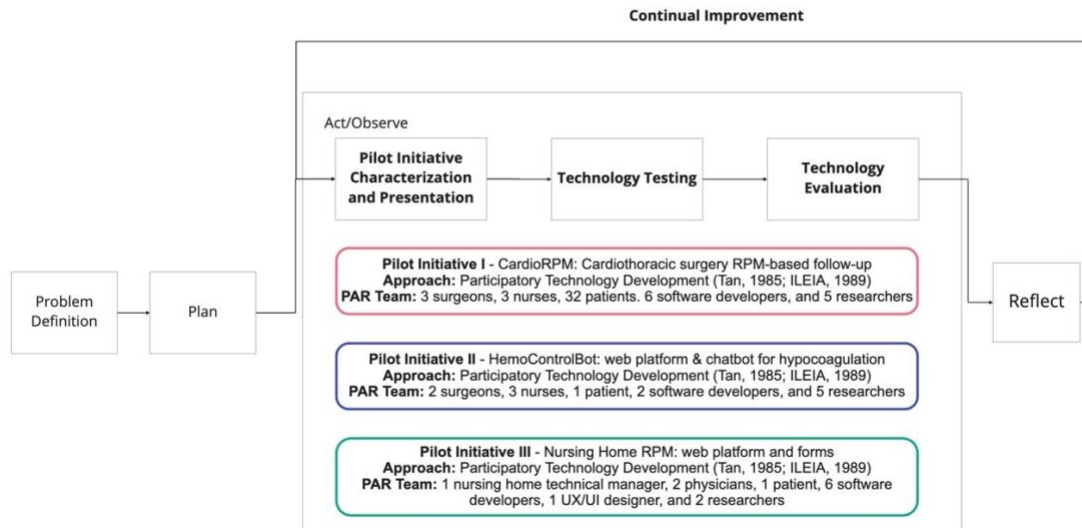 Continual Improvement
Act/Observe
Pilot Initiative
Characterization
and Presentation
Technology Testing
Technology
Evaluation
Problem
Definition
Plan
Pilot Initiative I - CardioRPM: Cardiothoracic surgery RPM-based follow-up
Approach: Participatory Technology Development (Tan, 1985; ILEIA, 1989)
PAR Team: 3 surgeons, 3 nurses, 32 patients. 6 software developers, and 5 researchers
Pilot Initiative II - HemoControlBot: web platform & chatbot for hypocoagulation
Approach: Participatory Technology Development (Tan, 1985; ILEIA, 1989)
PAR Team: 2 surgeons, 3 nurses, 1 patient, 2 software developers, and 5 researchers
Pilot Initiative III - Nursing Home RPM: web platform and forms
Approach: Participatory Technology Development (Tan, 1985; ILEIA, 1989)
PAR Team: 1 nursing home technical manager, 2 physicians, 1 patient, 6 software
developers, 1 UX/UI designer, and 2 researchers
Reflect